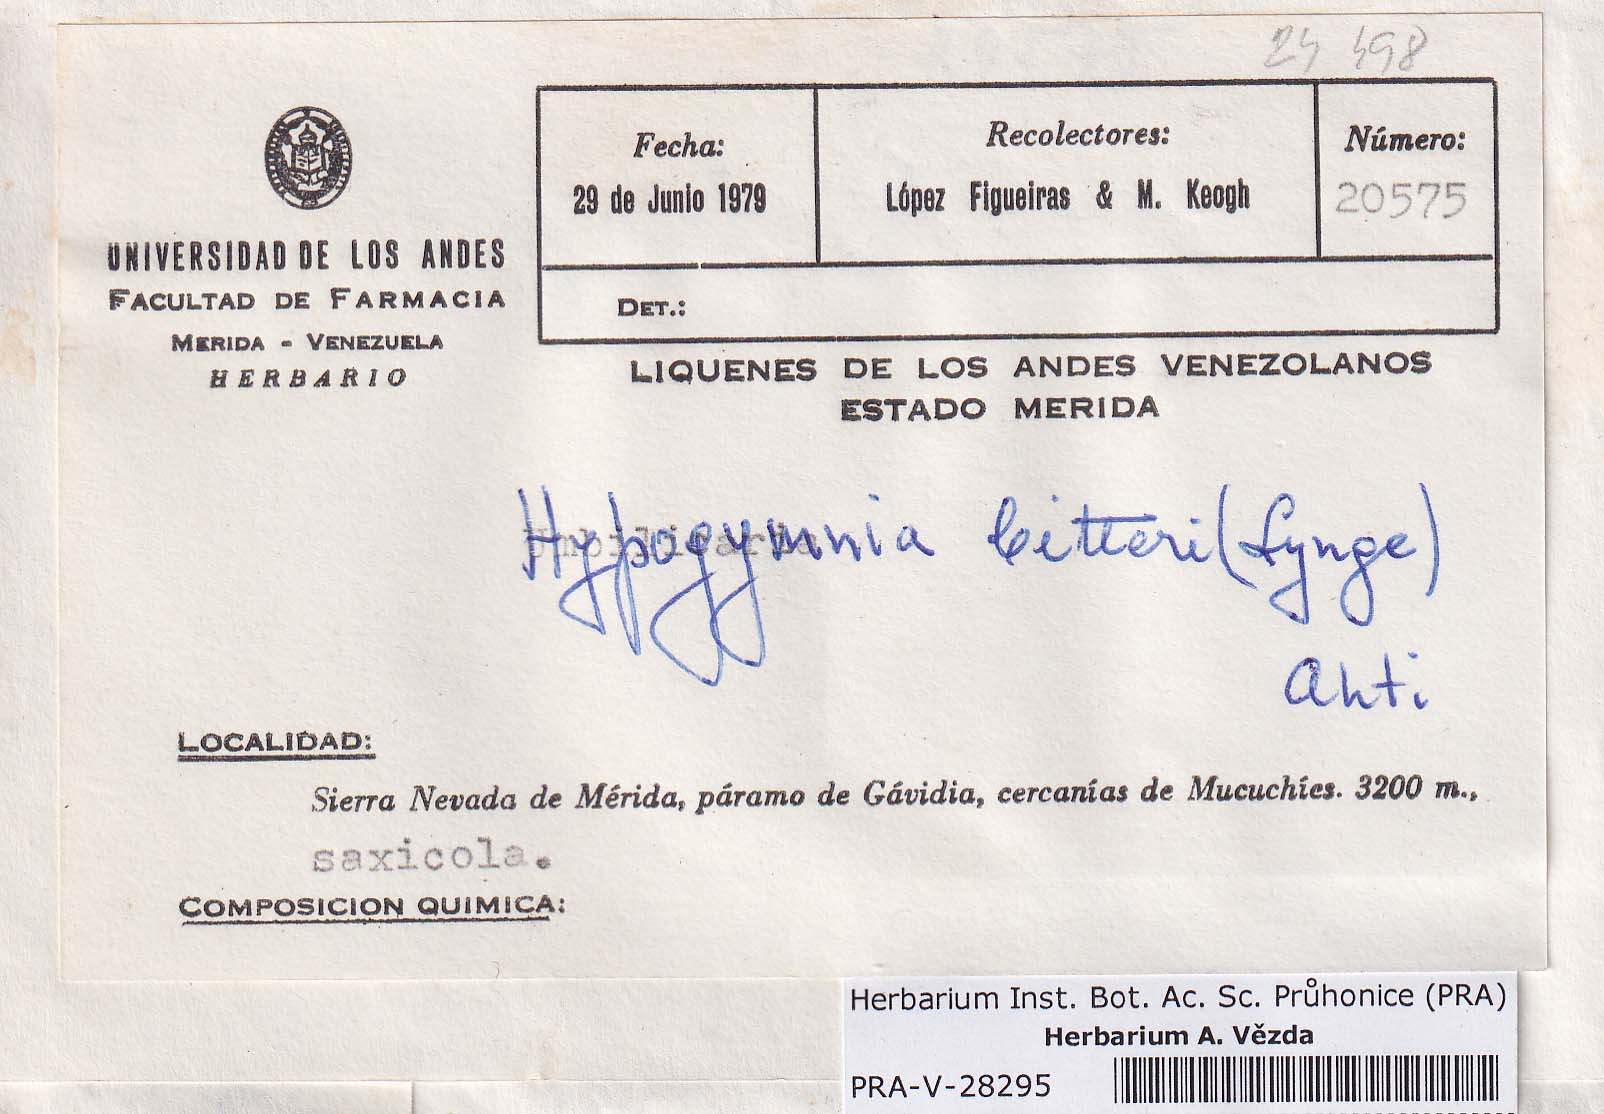 24 498
UNIVERSIDAD DE LOS ANDES
FACULTAD DE FARMACIA
MERIDA - VENEZUELA
HERBARIO
Fecha:
29 de Junio 1979
Recolectores:
López Figueiras & M. Keogh
Número:
20575
DET.:
LIQUENES DE LOS ANDES VENEZOLANOS
ESTADO MERIDA
Umbilicaria
Hypogymnia bitteri (Lynge)
Ahti
LOCALIDAD:
Sierra Nevada de Mérida, páramo de Gávidia, cercanías de Mucuchíes. 3200 m.,
saxicola.
COMPOSICION QUIMICA:
Herbarium Inst. Bot. Ac. Sc. Průhonice (PRA)
Herbarium A. Vězda
PRA-V-28295